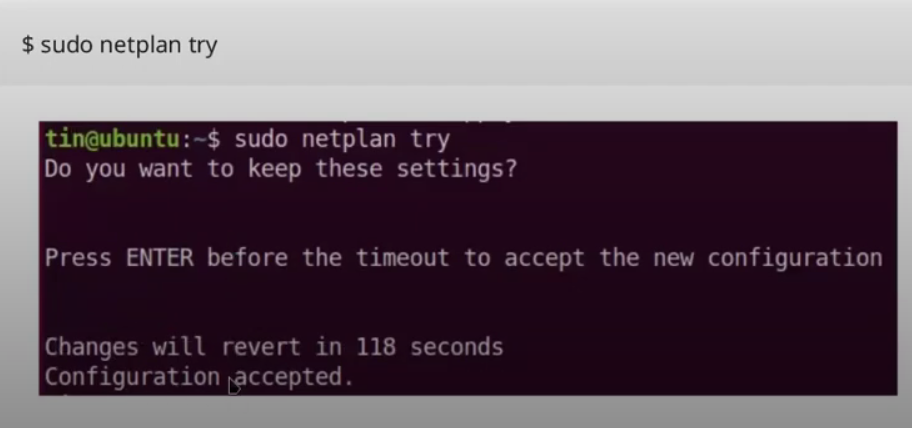 $ sudo netplan try
tin@ubuntu:~$ sudo netplan try
Do you want to keep these settings?
Press ENTER before the timeout to accept the new configuration
Changes will revert in 118 seconds
Configuration accepted.